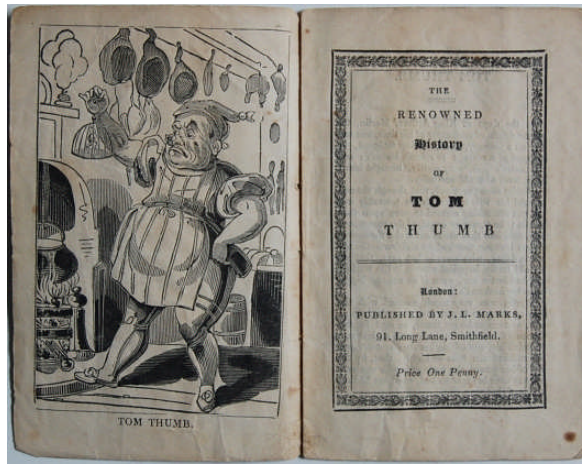 TOM THUMB.
THE
RENOWNED
History
OF
TOM
THUMB
London:
PUBLISHED BY J. L. MARKS,
91, Long Lane, Smithfield.
Price One Penny.